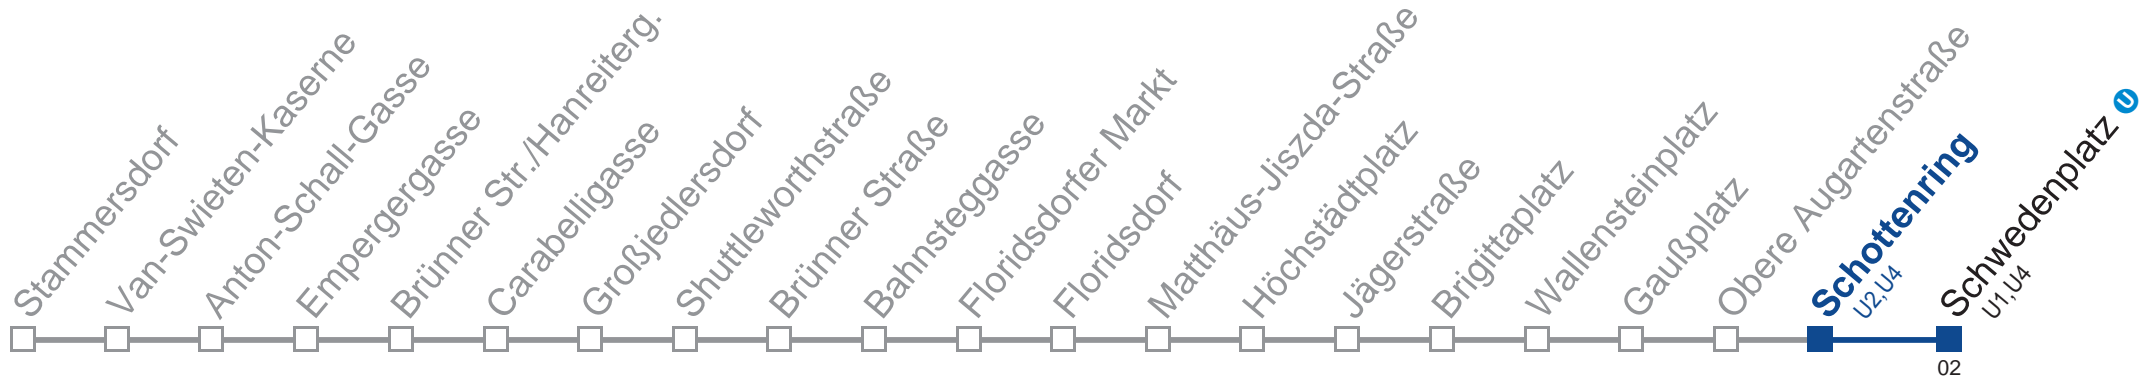 Stammersdorf
Van-Swieten-Kaserne
Anton-Schall-Gasse
Empergergasse
Brünner Str./Hanreiterg.
Carabelligasse
Großjedlersdorf
Shuttleworthstraße
Brünner Straße
Bahnsteggasse
Floridsdorfer Markt
Floridsdorf
Matthäus-Jiszda-Straße
Höchstädtplatz
Jägerstraße
Brigittaplatz
Wallensteinplatz
Gaußplatz
Obere Augartenstraße
Schottenring
U2,U4
Schwedenplatz U
U1,U4
02